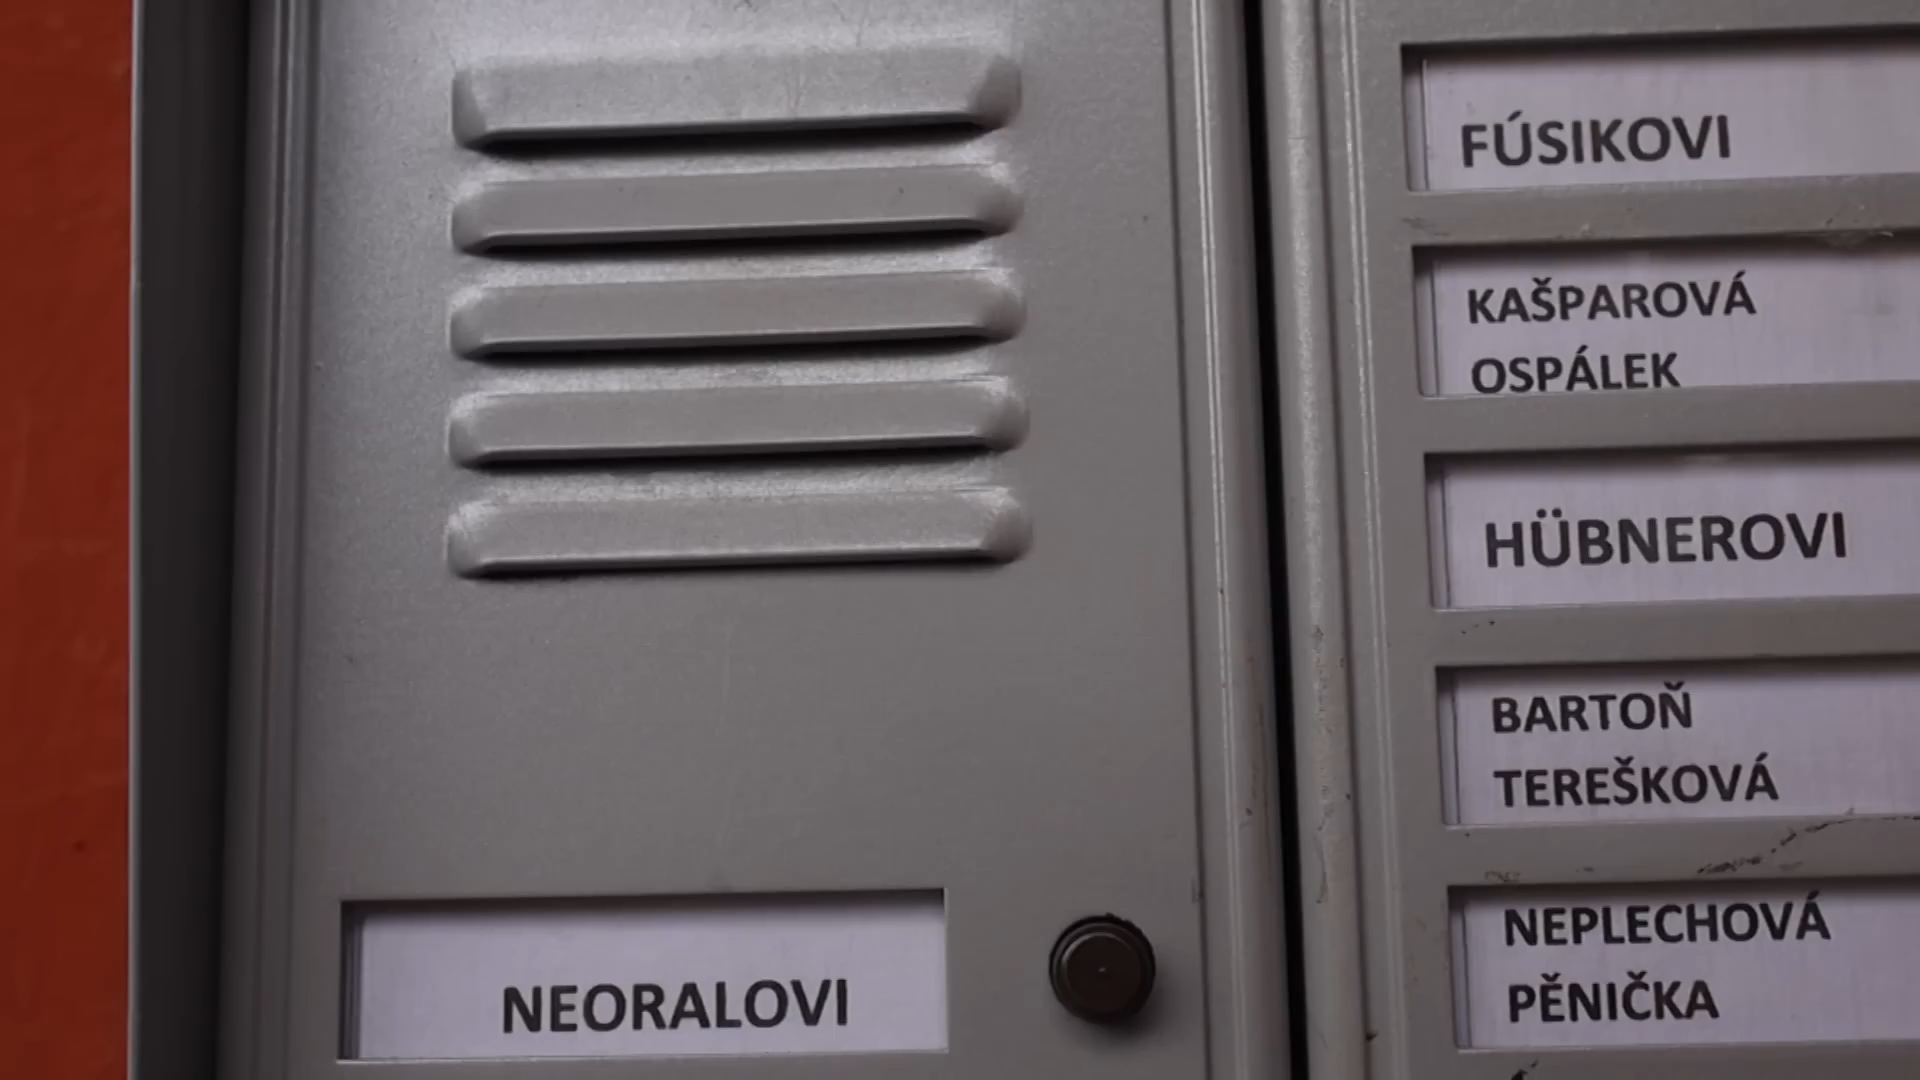 FÚSIKOVI
KAŠPAROVÁ
OSPÁLEK
HÜBNEROVI
BARTOŇ
TEREŠKOVÁ
NEPLECHOVÁ
PĚNIČKA
NEORALOVI